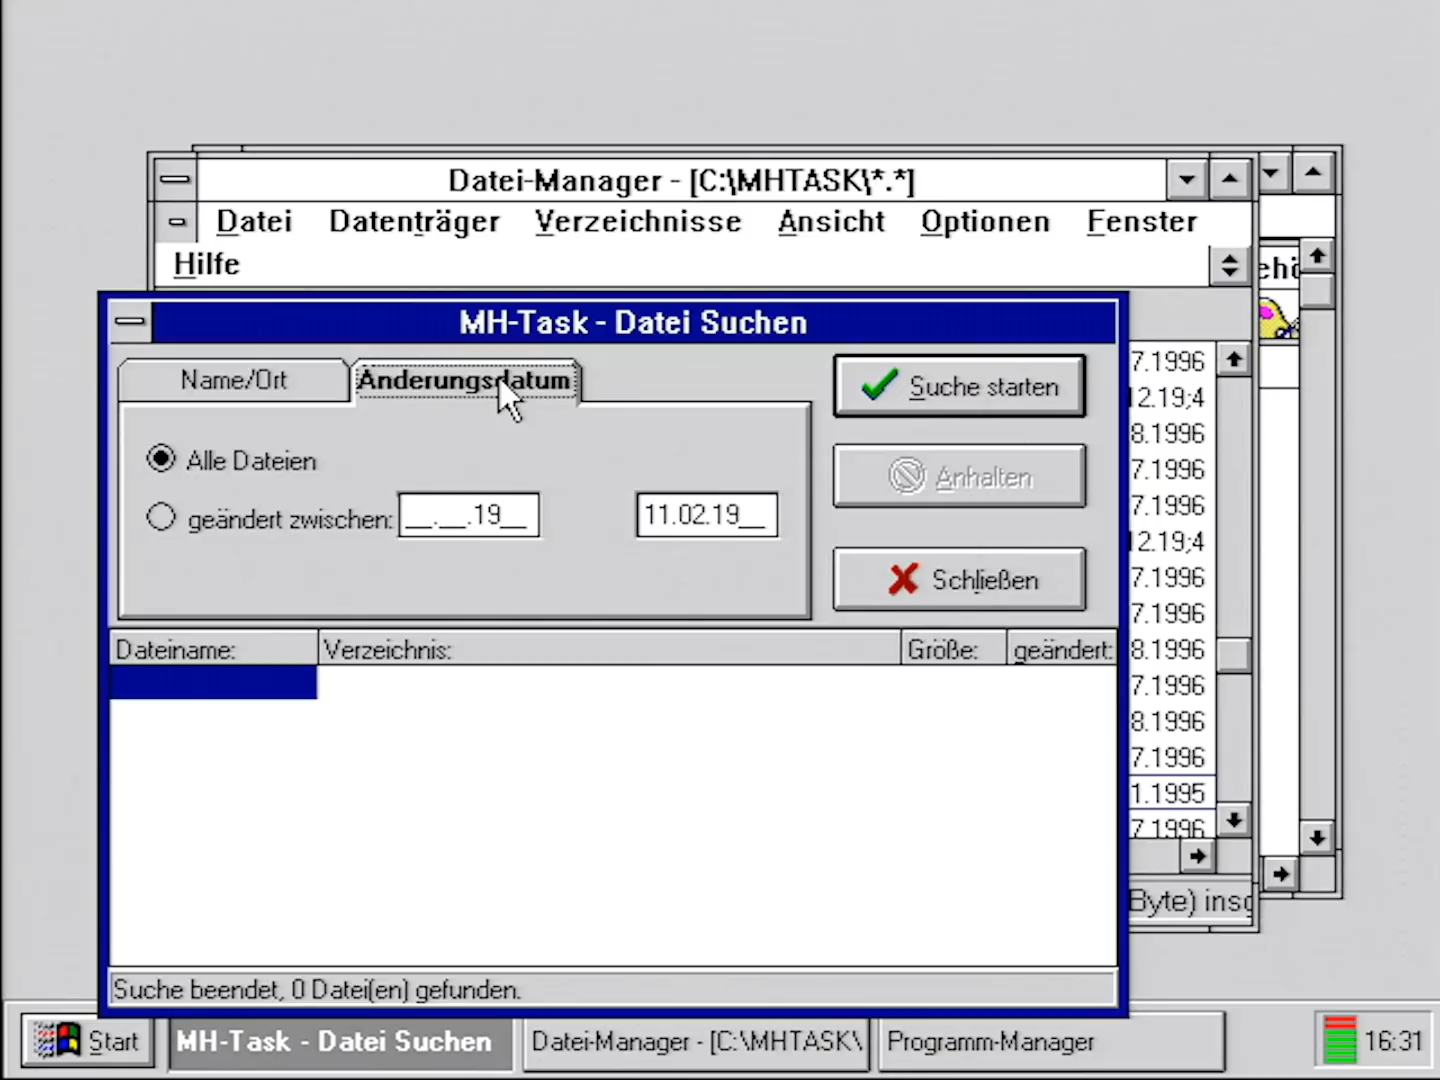 Datei-Manager - [C:\MHTASK\*.*]
Datei Datenträger Verzeichnisse Ansicht Optionen Fenster
Hilfe
MH-Task - Datei Suchen
Name/Ort
Änderungsdatum
Suche starten
Alle Dateien
Anhalten
geändert zwischen: __.__.19__ 11.02.19__
Schließen
Dateiname: Verzeichnis: Größe: geändert:
Suche beendet, 0 Datei(en) gefunden.
7.1996
12.19;4
8.1996
7.1996
7.1996
12.19;4
7.1996
7.1996
8.1996
7.1996
8.1996
7.1996
1.1995
7.1996
Byte)
Start
MH-Task - Datei Suchen
Datei-Manager - [C:\MHTASK\
Programm-Manager
16:31